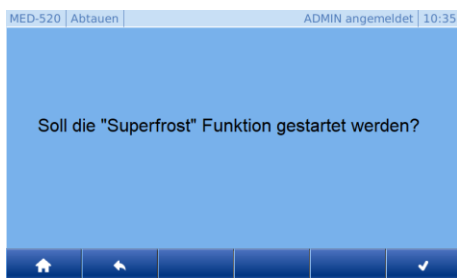 MED-520 Abtauen ADMIN angemeldet 10:35
Soll die "Superfrost" Funktion gestartet werden?